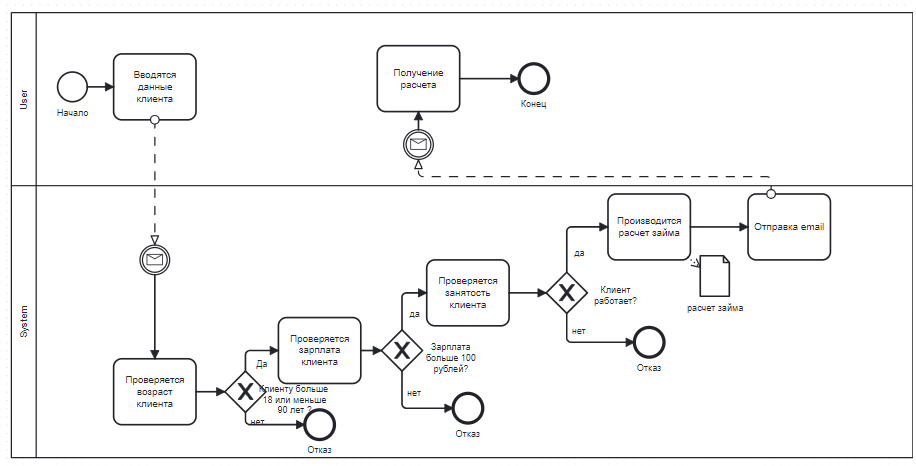 User
Начало
Вводятся
данные
клиента
Получение
расчета
Конец
System
Проверяется
возраст
клиента
Да
Клиенту больше
18 или меньше
90 лет ?
нет
Отказ
Проверяется
зарплата
клиента
да
Зарплата
больше 100
рублей?
нет
Отказ
Проверяется
занятость
клиента
да
Клиент
работает?
нет
Отказ
Производится
расчет займа
расчет займа
Отправка email